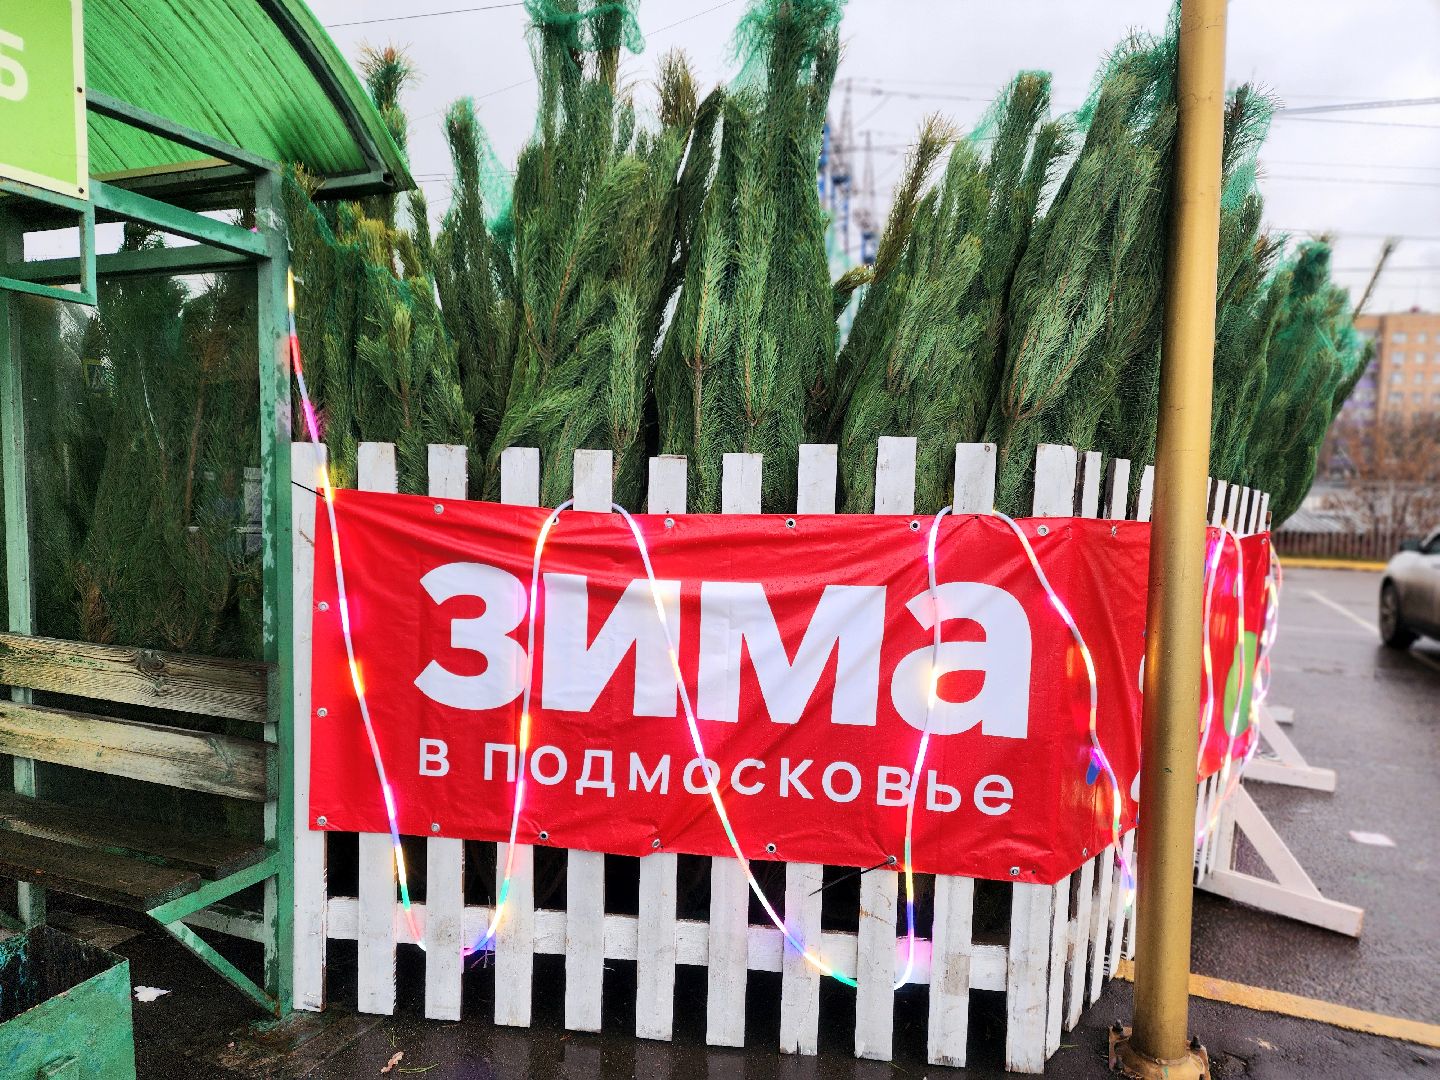 Б
зима
в подмосковье